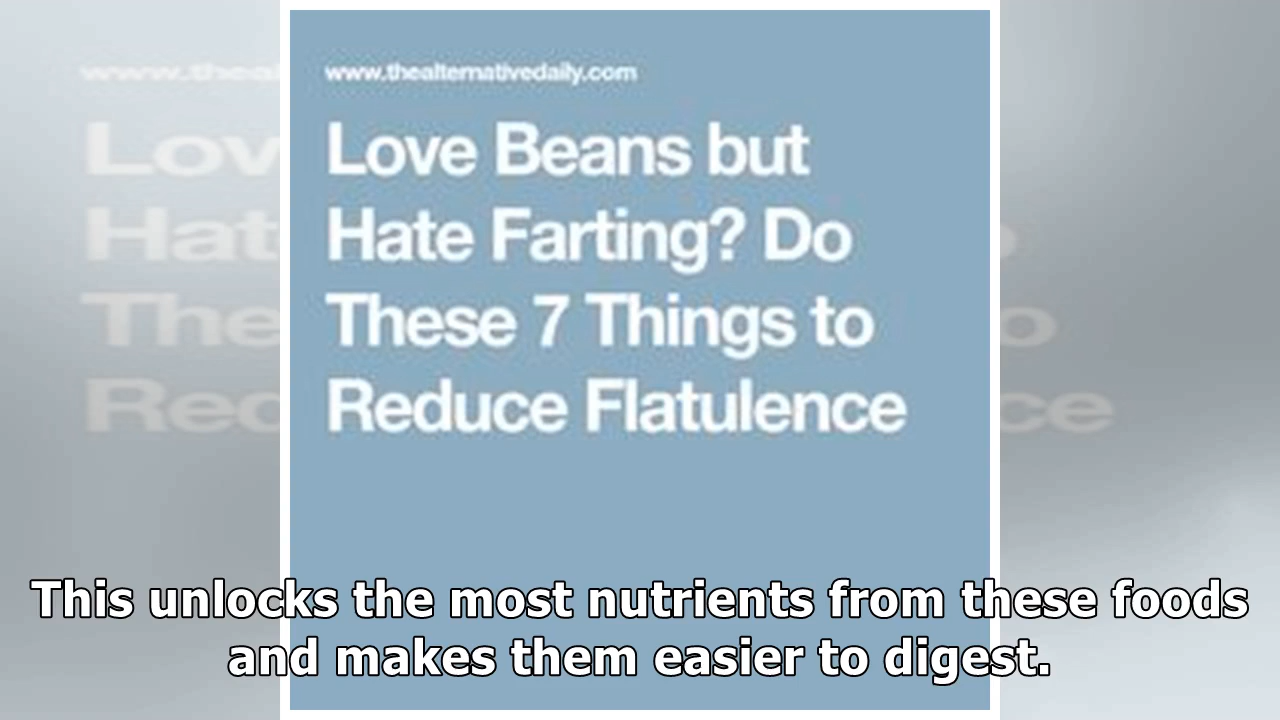 www.thealternativedaily.com
Love Beans but
Hate Farting? Do
These 7 Things to
Reduce Flatulence
This unlocks the most nutrients from these foods
and makes them easier to digest.